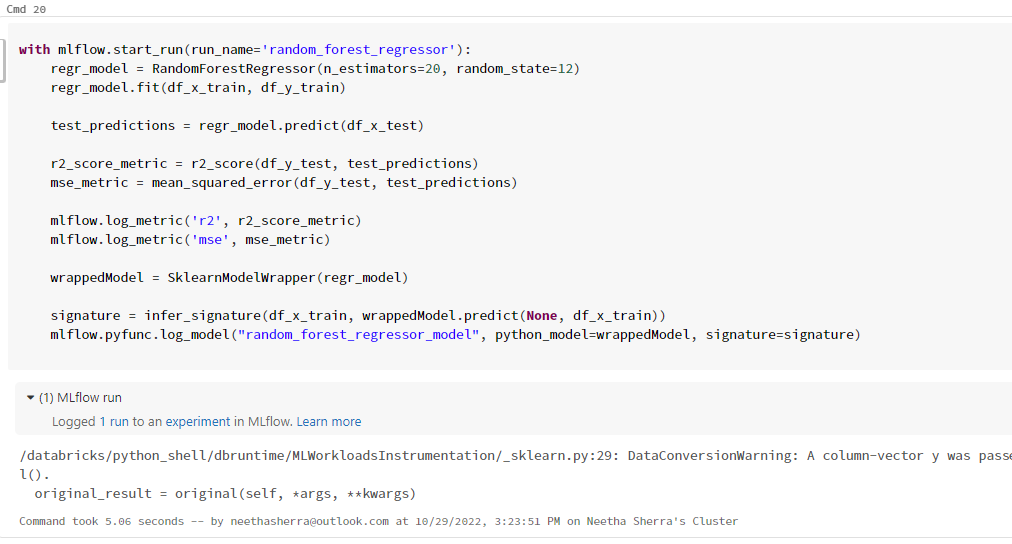 Cmd 20
with mlflow.start_run(run_name='random_forest_regressor'):
    regr_model = RandomForestRegressor(n_estimators=20, random_state=12)
    regr_model.fit(df_x_train, df_y_train)
    test_predictions = regr_model.predict(df_x_test)
    r2_score_metric = r2_score(df_y_test, test_predictions)
    mse_metric = mean_squared_error(df_y_test, test_predictions)
    mlflow.log_metric('r2', r2_score_metric)
    mlflow.log_metric('mse', mse_metric)
    wrappedModel = SklearnModelWrapper(regr_model)
    signature = infer_signature(df_x_train, wrappedModel.predict(None, df_x_train))
    mlflow.pyfunc.log_model("random_forest_regressor_model", python_model=wrappedModel, signature=signature)
(1) MLflow run
Logged 1 run to an experiment in MLflow. Learn more
/databricks/python_shell/dbruntime/MLWorkloadsInstrumentation/_sklearn.py:29: DataConversionWarning: A column-vector y was passe
l().
  original_result = original(self, *args, **kwargs)
Command took 5.06 seconds -- by neethasherra@outlook.com at 10/29/2022, 3:23:51 PM on Neetha Sherra's Cluster